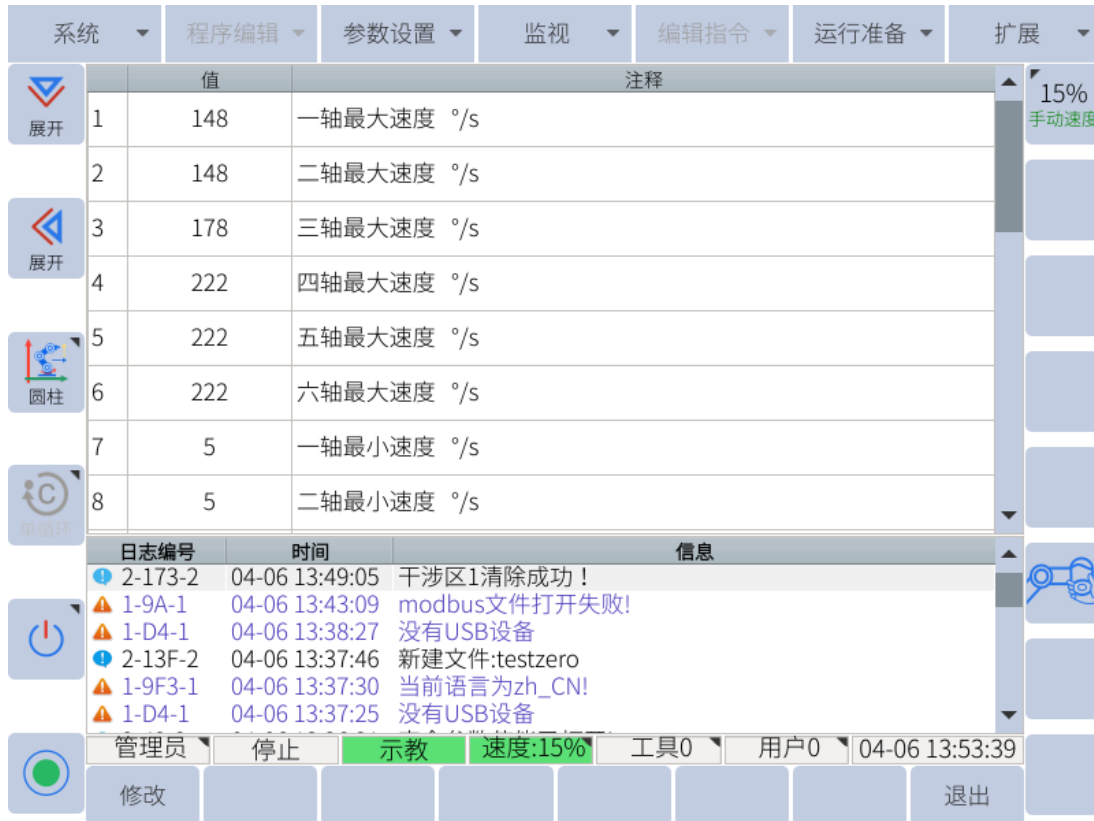 系统 程序编辑 参数设置 监视 编辑指令 运行准备 扩展
展开
展开
圆柱
单循环
值 注释
1 148 一轴最大速度 °/s
2 148 二轴最大速度 °/s
3 178 三轴最大速度 °/s
4 222 四轴最大速度 °/s
5 222 五轴最大速度 °/s
6 222 六轴最大速度 °/s
7 5 一轴最小速度 °/s
8 5 二轴最小速度 °/s
15%
手动速度
日志编号 时间 信息
2-173-2 04-06 13:49:05 干涉区1清除成功！
1-9A-1 04-06 13:43:09 modbus文件打开失败!
1-D4-1 04-06 13:38:27 没有USB设备
2-13F-2 04-06 13:37:46 新建文件:testzero
1-9F3-1 04-06 13:37:30 当前语言为zh_CN!
1-D4-1 04-06 13:37:25 没有USB设备
管理员 停止 示教 速度:15% 工具0 用户0 04-06 13:53:39
修改 退出